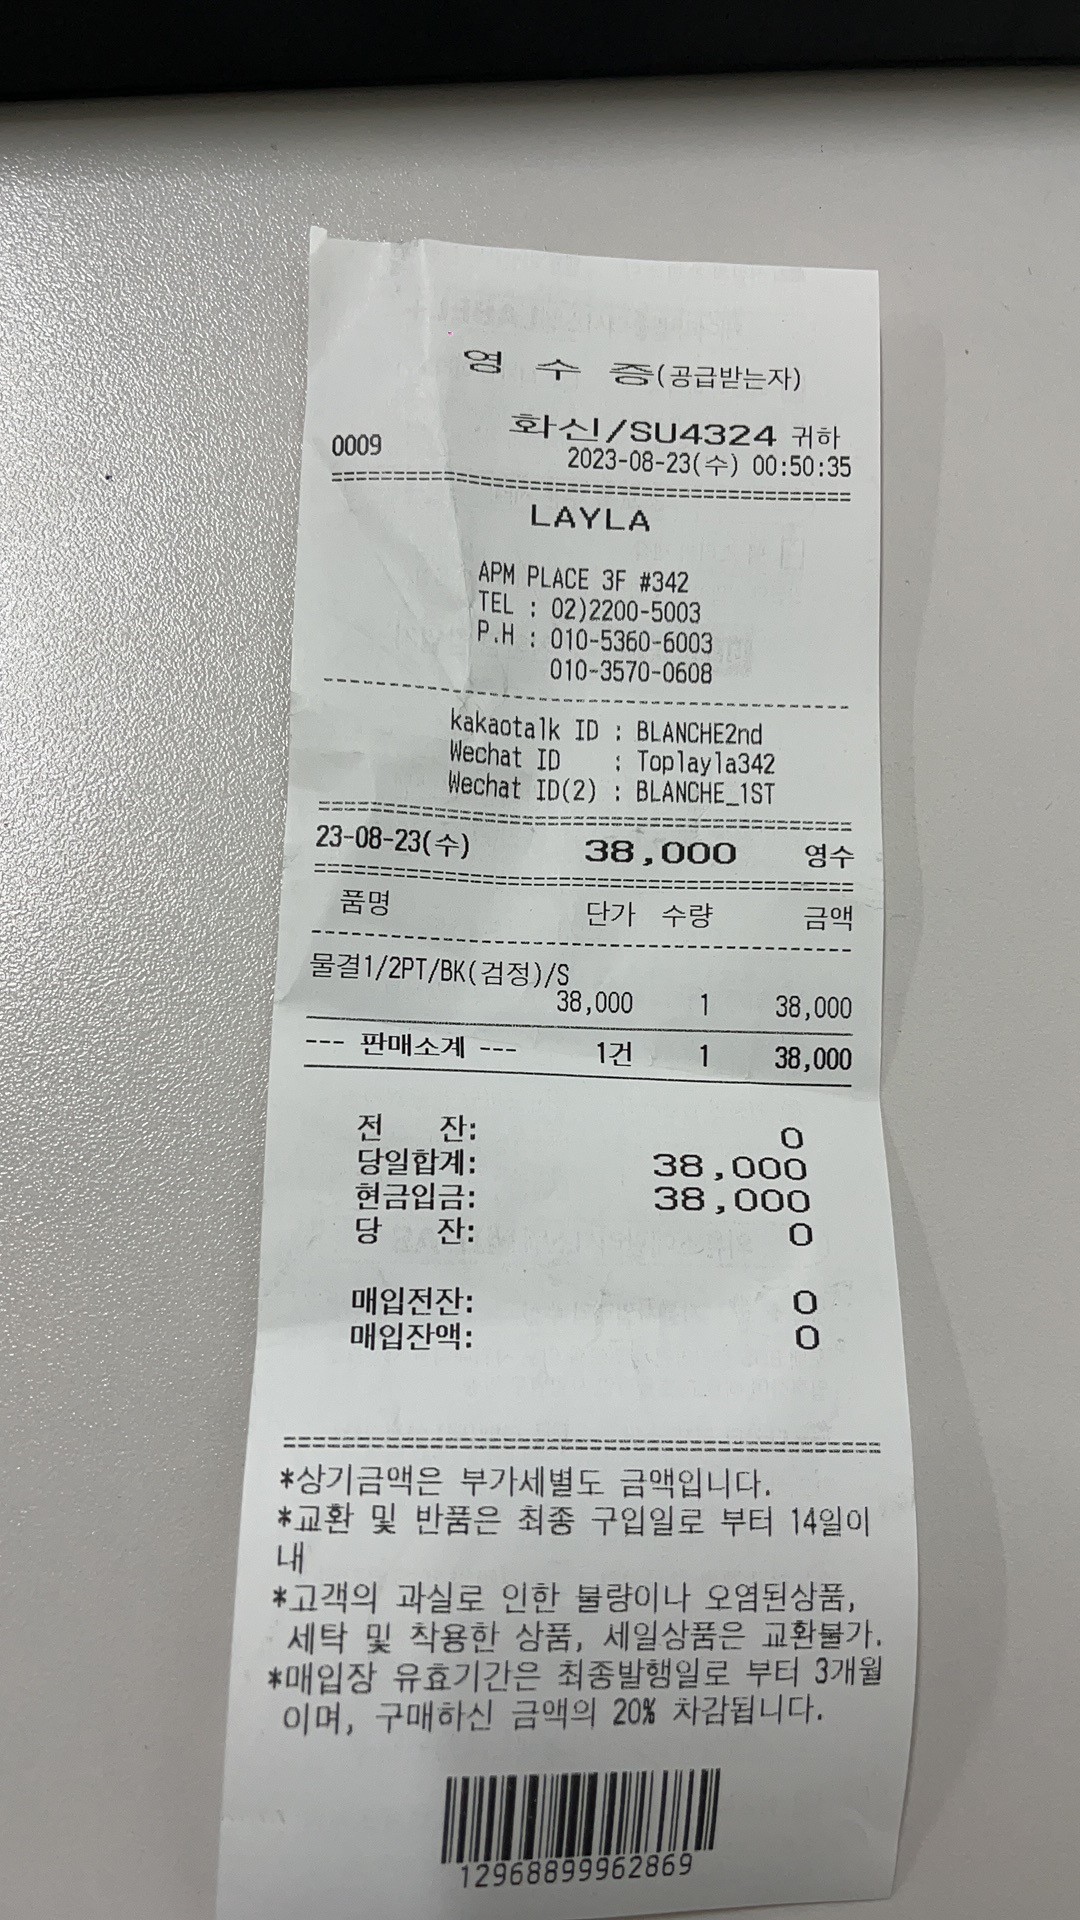 영 수 증(공급받는자)
화신/SU4324 귀하
0009 2023-08-23(수) 00:50:35
LAYLA
APM PLACE 3F #342
TEL : 02)2200-5003
P.H : 010-5360-6003
010-3570-0608
kakaotalk ID : BLANCHE2nd
Wechat ID : Toplayla342
Wechat ID(2) : BLANCHE_1ST
23-08-23(수) 38,000 영수
품명 단가 수량 금액
물결1/2PT/BK(검정)/S
38,000 1 38,000
--- 판매소계 --- 1건 1 38,000
전 잔: 0
당일합계: 38,000
현금입금: 38,000
당 잔: 0
매입전잔: 0
매입잔액: 0
*상기금액은 부가세별도 금액입니다.
*교환 및 반품은 최종 구입일로 부터 14일이
내
*고객의 과실로 인한 불량이나 오염된상품,
세탁 및 착용한 상품, 세일상품은 교환불가.
*매입장 유효기간은 최종발행일로 부터 3개월
이며, 구매하신 금액의 20% 차감됩니다.
12968899962869